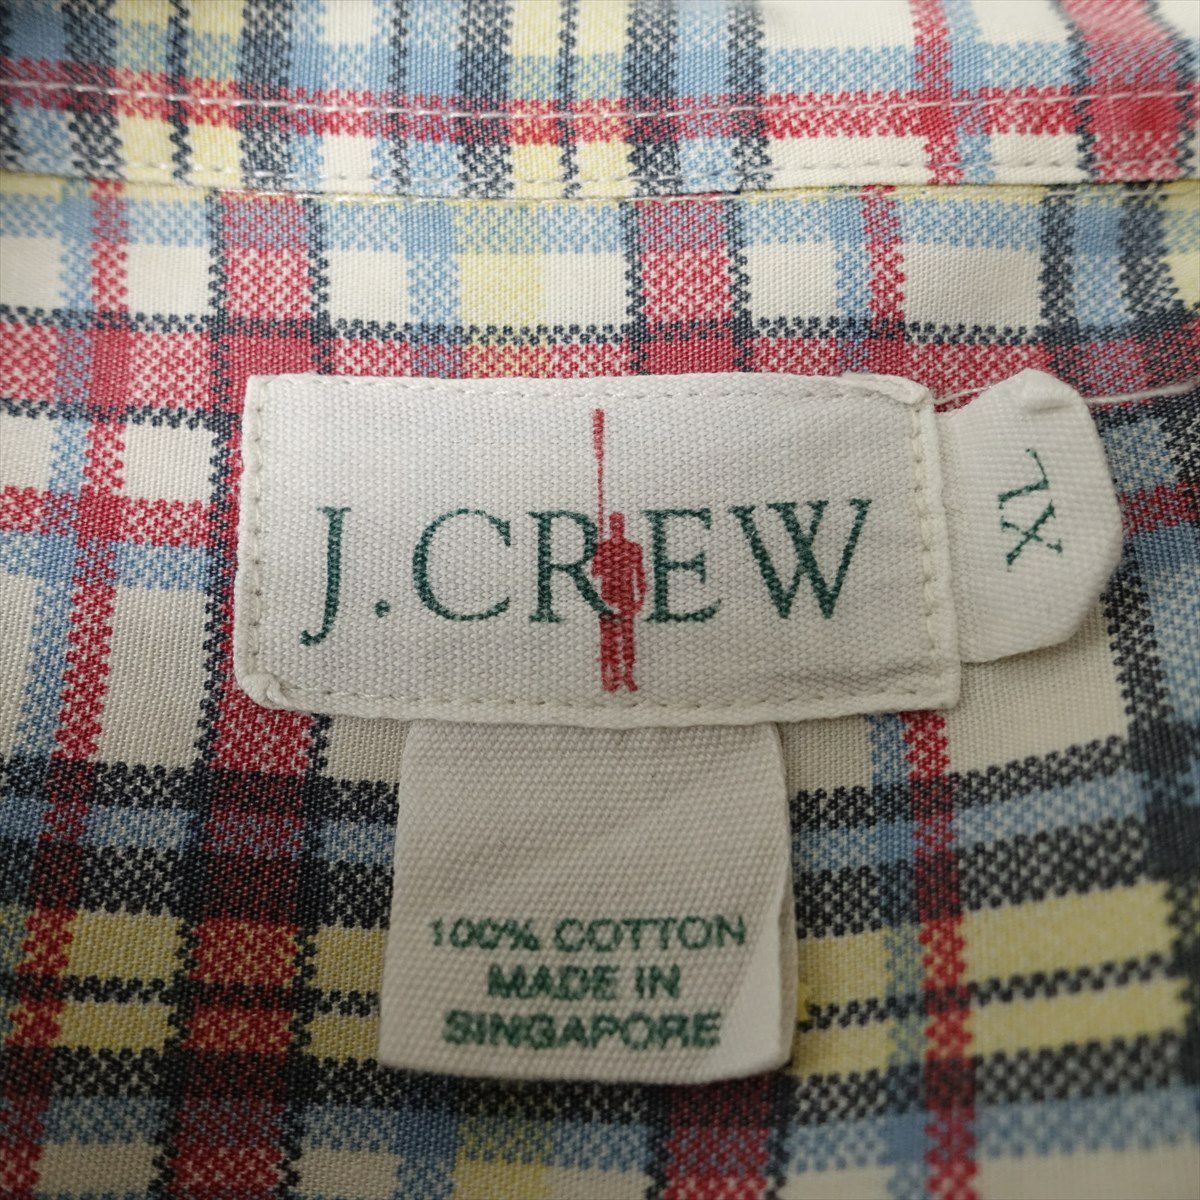 J.CREW
XL
100% COTTON
MADE IN
SINGAPORE